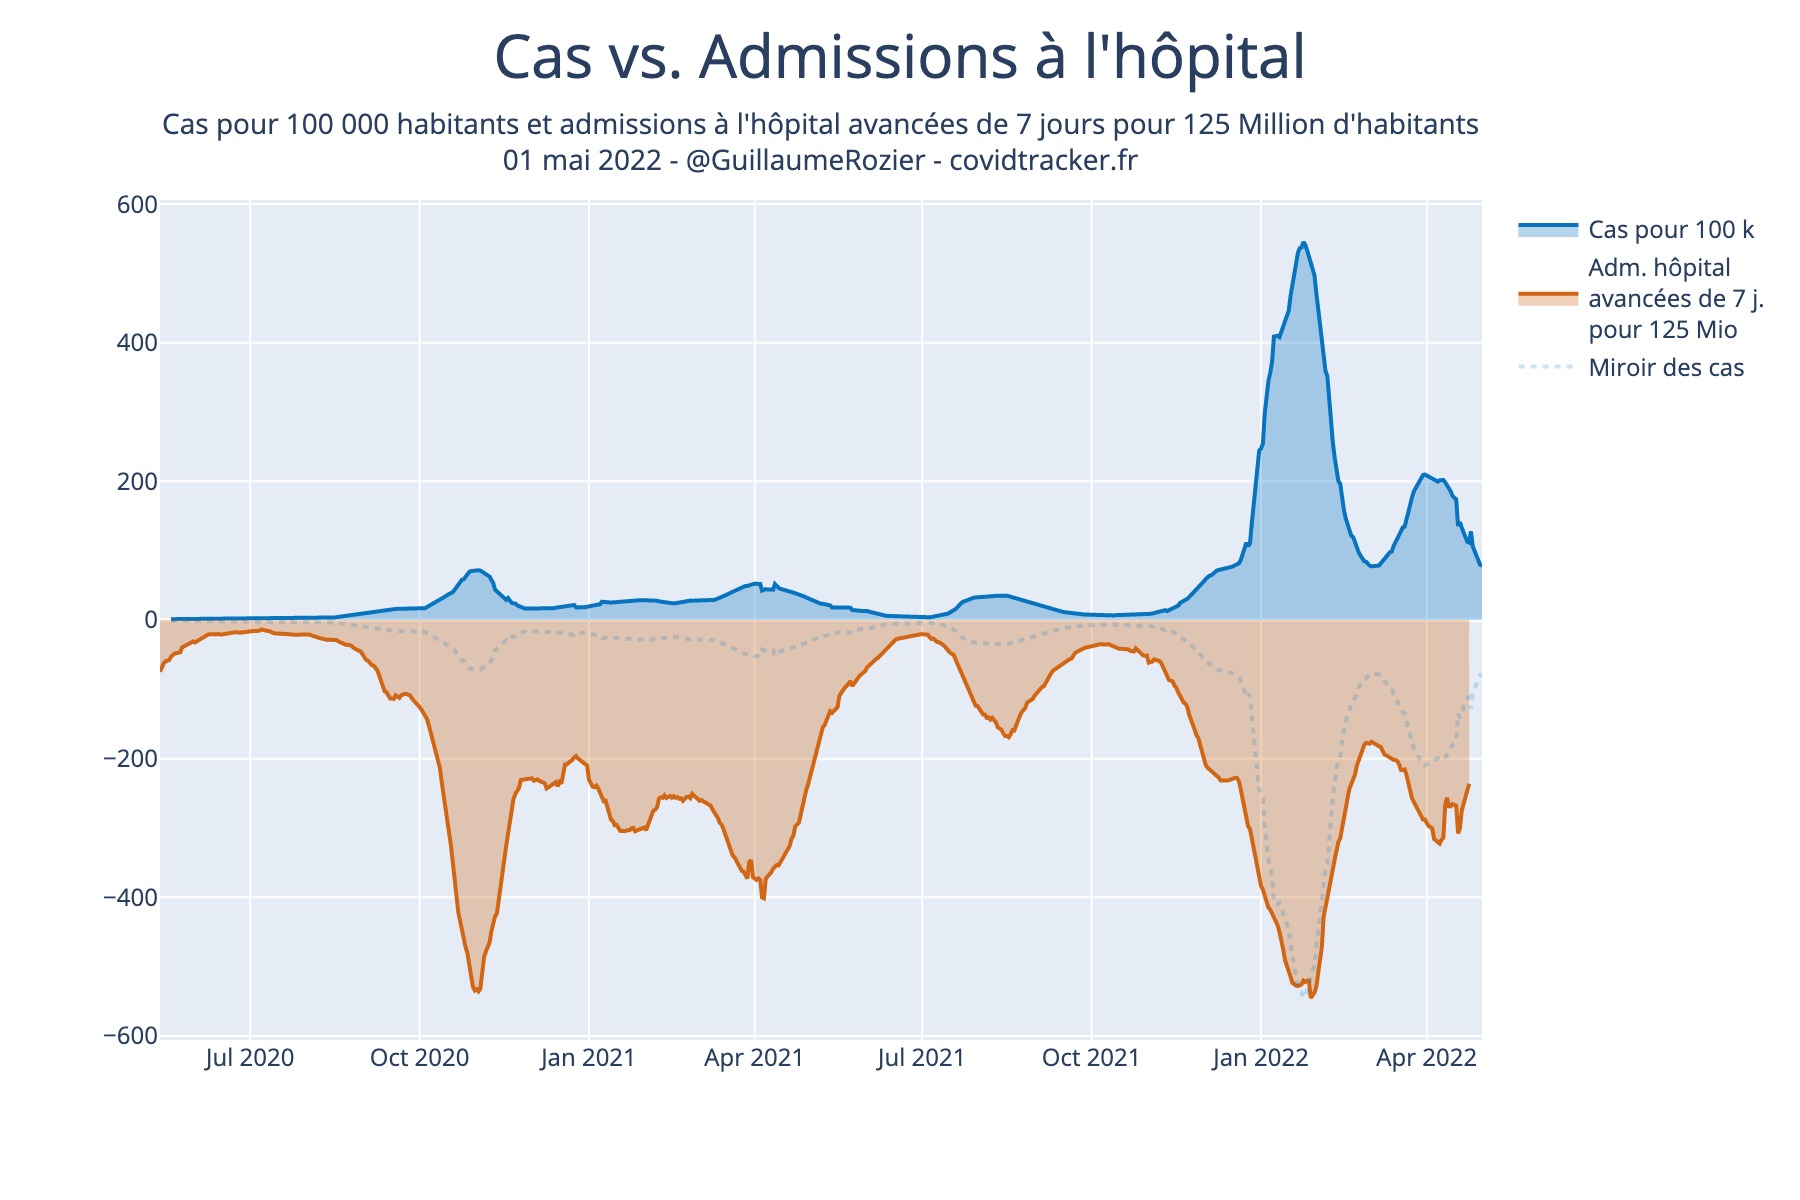 Cas vs. Admissions à l'hôpital
Cas pour 100 000 habitants et admissions à l'hôpital avancées de 7 jours pour 125 Million d'habitants
01 mai 2022 - @GuillaumeRozier - covidtracker.fr
600
400
200
0
−200
−400
−600
Jul 2020
Oct 2020
Jan 2021
Apr 2021
Jul 2021
Oct 2021
Jan 2022
Apr 2022
Cas pour 100 k
Adm. hôpital
avancées de 7 j.
pour 125 Mio
Miroir des cas